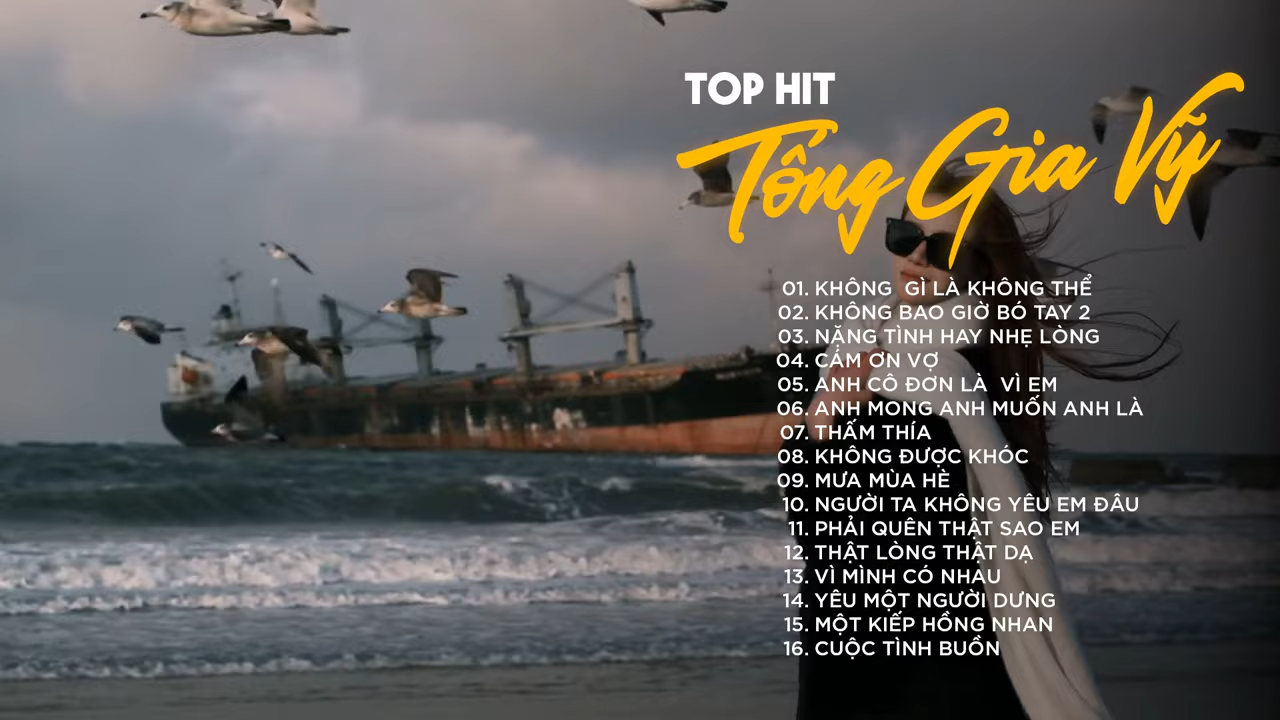 TOP HIT
Tống Gia Vỹ
01. KHÔNG GÌ LÀ KHÔNG THỂ
02. KHÔNG BAO GIỜ BÓ TAY 2
03. NẶNG TÌNH HAY NHẸ LÒNG
04. CẢM ƠN VỢ
05. ANH CÔ ĐƠN LÀ VÌ EM
06. ANH MONG ANH MUỐN ANH LÀ
07. THẤM THÍA
08. KHÔNG ĐƯỢC KHÓC
09. MƯA MÙA HÈ
10. NGƯỜI TA KHÔNG YÊU EM ĐÂU
11. PHẢI QUÊN THẬT SAO EM
12. THẬT LÒNG THẬT DẠ
13. VÌ MÌNH CÓ NHAU
14. YÊU MỘT NGƯỜI DƯNG
15. MỘT KIẾP HỒNG NHAN
16. CUỘC TÌNH BUỒN